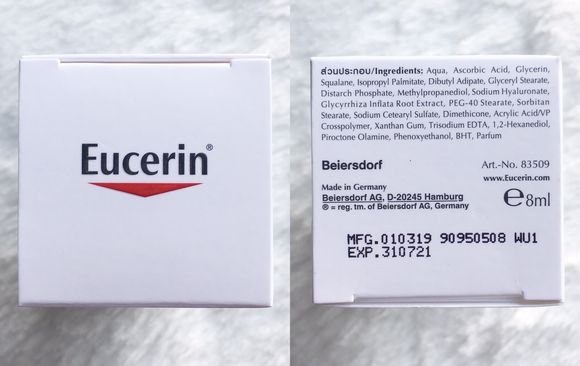 Eucerin®
ส่วนประกอบ/Ingredients: Aqua, Ascorbic Acid, Glycerin,
Squalane, Isopropyl Palmitate, Dibutyl Adipate, Glyceryl Stearate,
Distarch Phosphate, Methylpropanediol, Sodium Hyaluronate,
Glycyrrhiza Inflata Root Extract, PEG-40 Stearate, Sorbitan
Stearate, Sodium Cetearyl Sulfate, Dimethicone, Acrylic Acid/VP
Crosspolymer, Xanthan Gum, Trisodium EDTA, 1,2-Hexanediol,
Piroctone Olamine, Phenoxyethanol, BHT, Parfum
Beiersdorf
Art.-No. 83509
www.Eucerin.com
Made in Germany
Beiersdorf AG, D-20245 Hamburg
® = reg. tm. of Beiersdorf AG, Germany
℮8ml
MFG.010319 90950508 WU1
EXP.310721